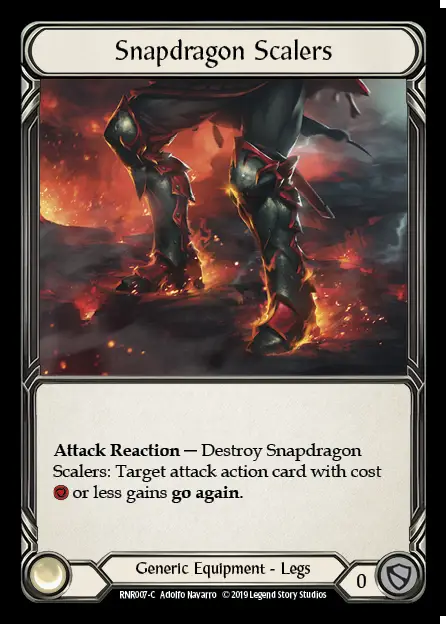 Snapdragon Scalers
Attack Reaction — Destroy Snapdragon
Scalers: Target attack action card with cost
or less gains go again.
Generic Equipment - Legs
0
RNR007-C Adolfo Navarro © 2019 Legend Story Studios